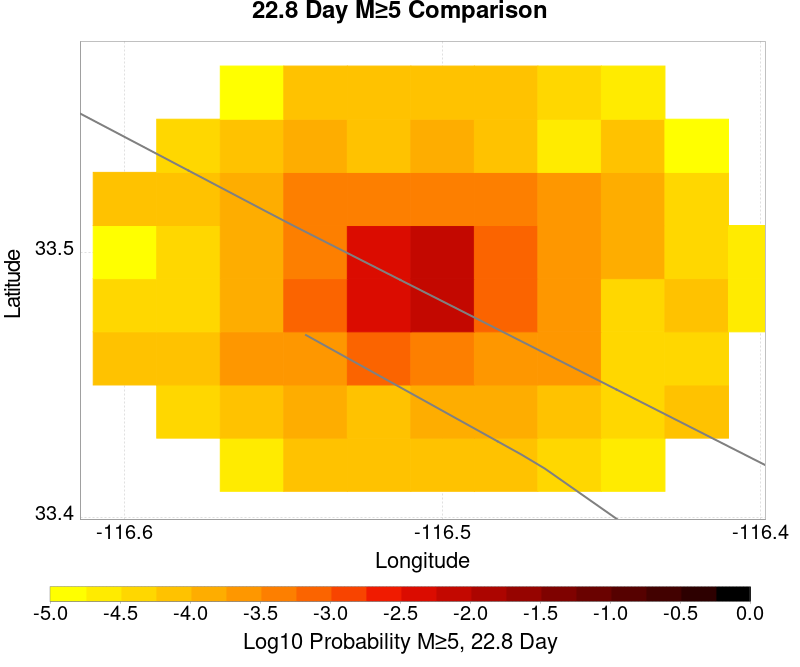 22.8 Day M≥5 Comparison
Latitude
33.5
33.4
-116.6 -116.5 -116.4
Longitude
-5.0 -4.5 -4.0 -3.5 -3.0 -2.5 -2.0 -1.5 -1.0 -0.5 0.0
Log10 Probability M≥5, 22.8 Day